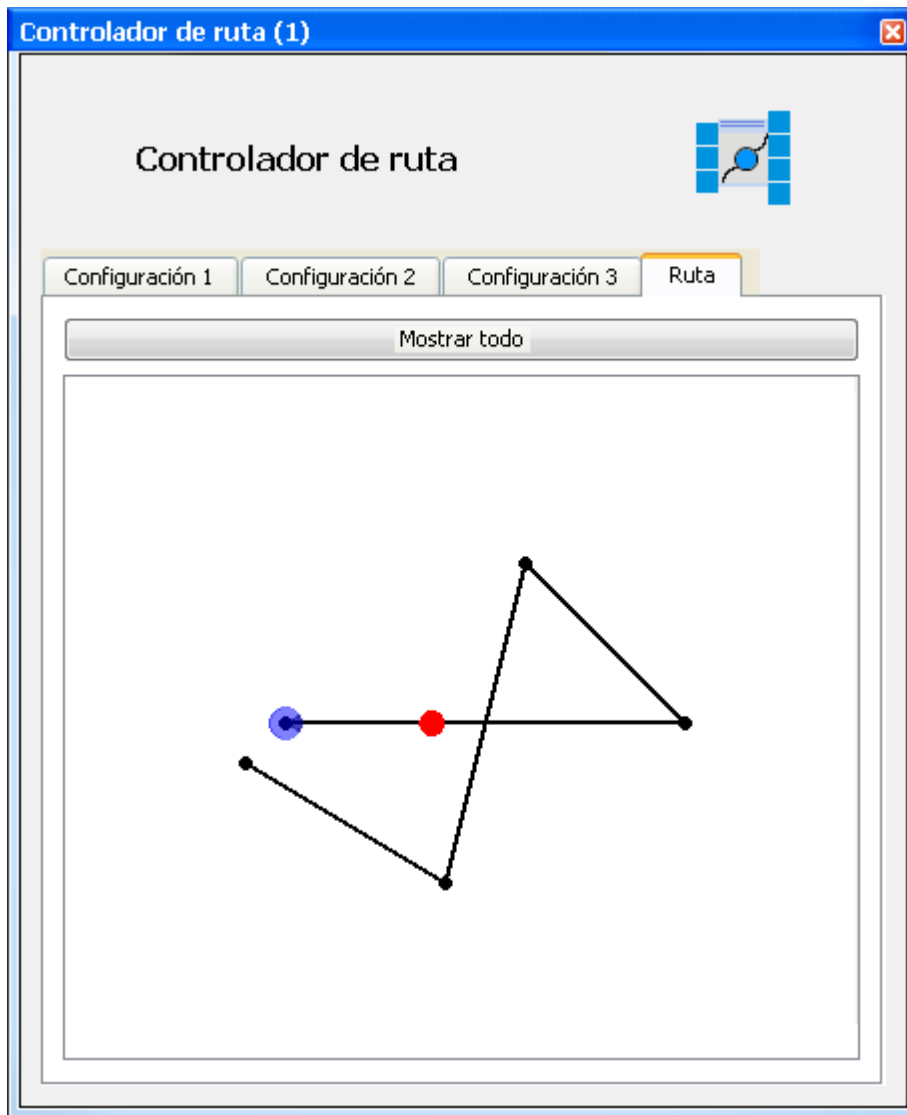 Controlador de ruta (1)
Controlador de ruta
Configuración 1
Configuración 2
Configuración 3
Ruta
Mostrar todo